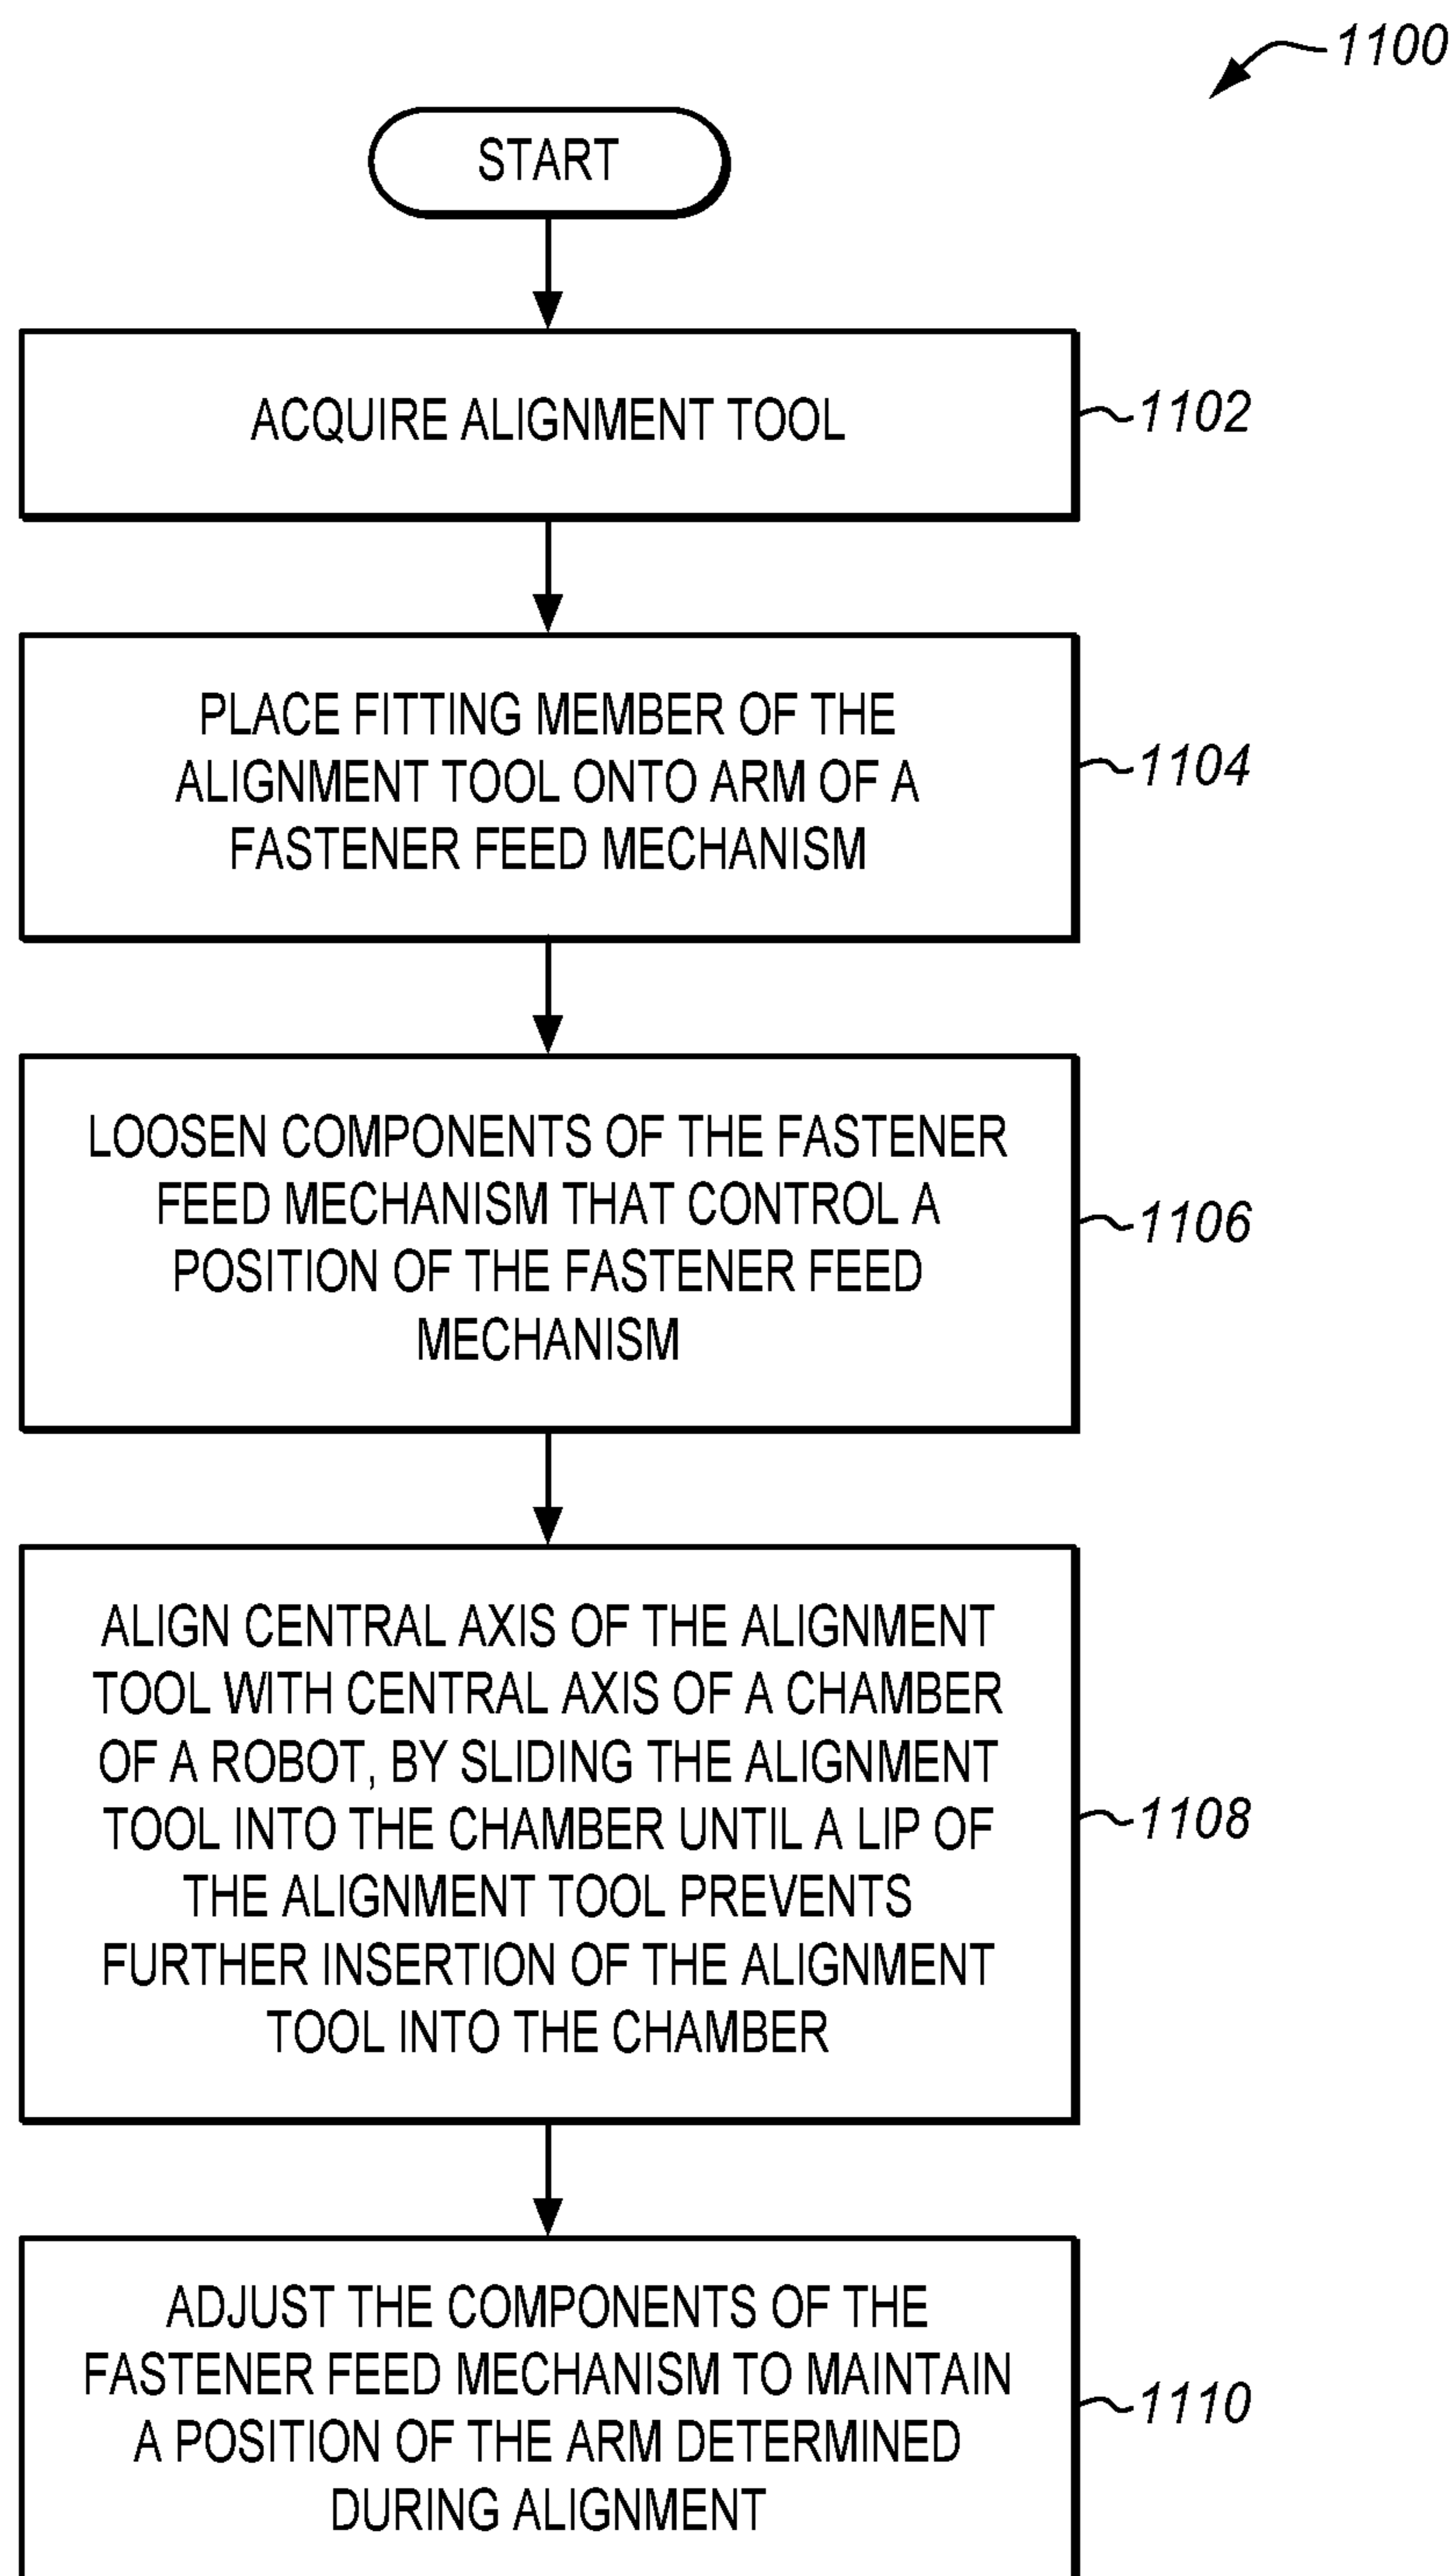 1100
START
ACQUIRE ALIGNMENT TOOL
1102
PLACE FITTING MEMBER OF THE
ALIGNMENT TOOL ONTO ARM OF A
FASTENER FEED MECHANISM
1104
LOOSEN COMPONENTS OF THE FASTENER
FEED MECHANISM THAT CONTROL A
POSITION OF THE FASTENER FEED
MECHANISM
1106
ALIGN CENTRAL AXIS OF THE ALIGNMENT
TOOL WITH CENTRAL AXIS OF A CHAMBER
OF A ROBOT, BY SLIDING THE ALIGNMENT
TOOL INTO THE CHAMBER UNTIL A LIP OF
THE ALIGNMENT TOOL PREVENTS
FURTHER INSERTION OF THE ALIGNMENT
TOOL INTO THE CHAMBER
1108
ADJUST THE COMPONENTS OF THE
FASTENER FEED MECHANISM TO MAINTAIN
A POSITION OF THE ARM DETERMINED
DURING ALIGNMENT
1110